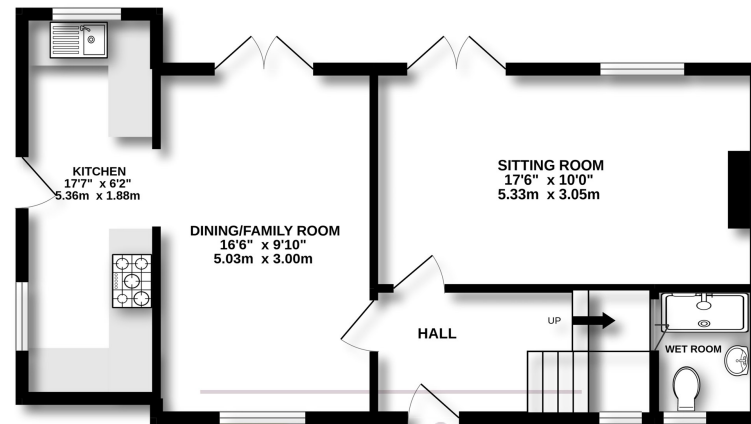 KITCHEN
17'7" x 6'2"
5.36m x 1.88m
DINING/FAMILY ROOM
16'6" x 9'10"
5.03m x 3.00m
SITTING ROOM
17'6" x 10'0"
5.33m x 3.05m
HALL
UP
WET ROOM